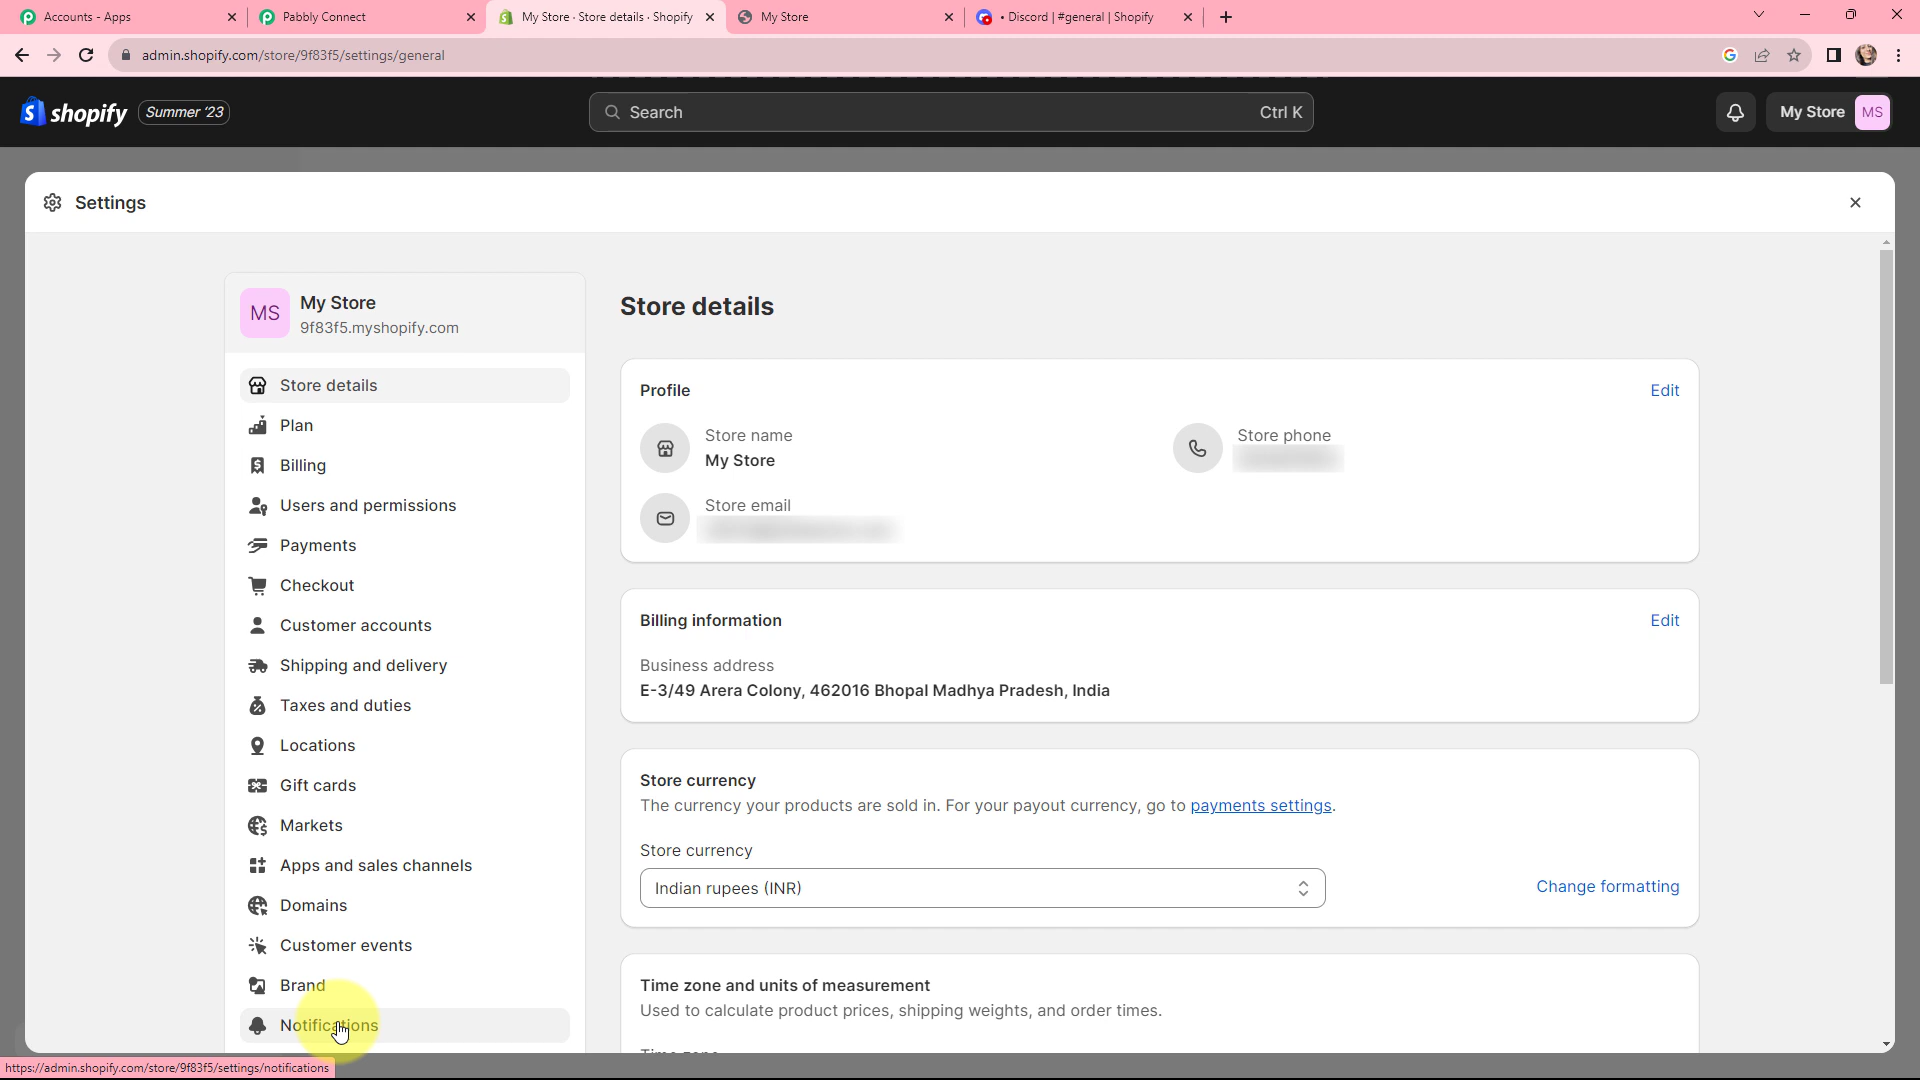 Accounts - Apps
Pabbly Connect
My Store · Store details · Shopify
My Store
• Discord | #general | Shopify
admin.shopify.com/store/9f83f5/settings/general
shopify
Summer '23
Search
Ctrl K
My Store
MS
Settings
MS
My Store
9f83f5.myshopify.com
Store details
Plan
Billing
Users and permissions
Payments
Checkout
Customer accounts
Shipping and delivery
Taxes and duties
Locations
Gift cards
Markets
Apps and sales channels
Domains
Customer events
Brand
Notifications
Store details
Profile
Edit
Store name
My Store
Store phone
Store email
Billing information
Edit
Business address
E-3/49 Arera Colony, 462016 Bhopal Madhya Pradesh, India
Store currency
The currency your products are sold in. For your payout currency, go to payments settings.
Store currency
Indian rupees (INR)
Change formatting
Time zone and units of measurement
Used to calculate product prices, shipping weights, and order times.
https://admin.shopify.com/store/9f83f5/settings/notifications